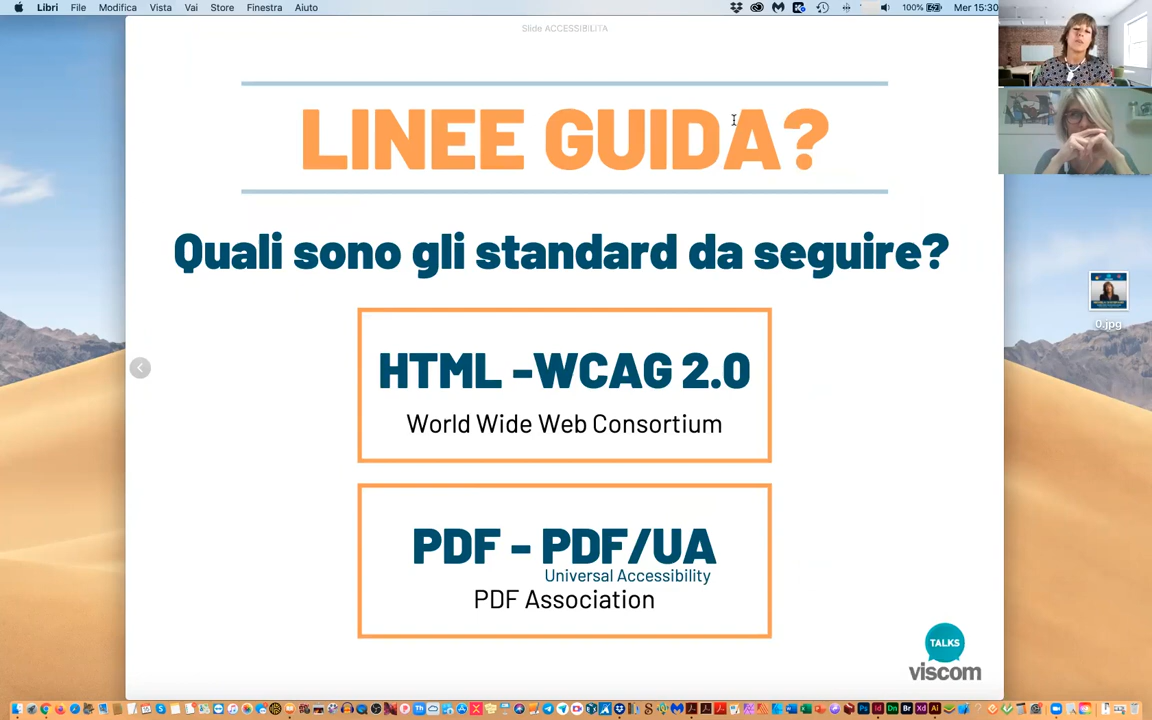 Libri File Modifica Vista Vai Store Finestra Aiuto 100% Mer 15:30
Slide ACCESSIBILITA
LINEE GUIDA?
Quali sono gli standard da seguire?
HTML -WCAG 2.0
World Wide Web Consortium
PDF - PDF/UA
Universal Accessibility
PDF Association
0.jpg
TALKS
viscom